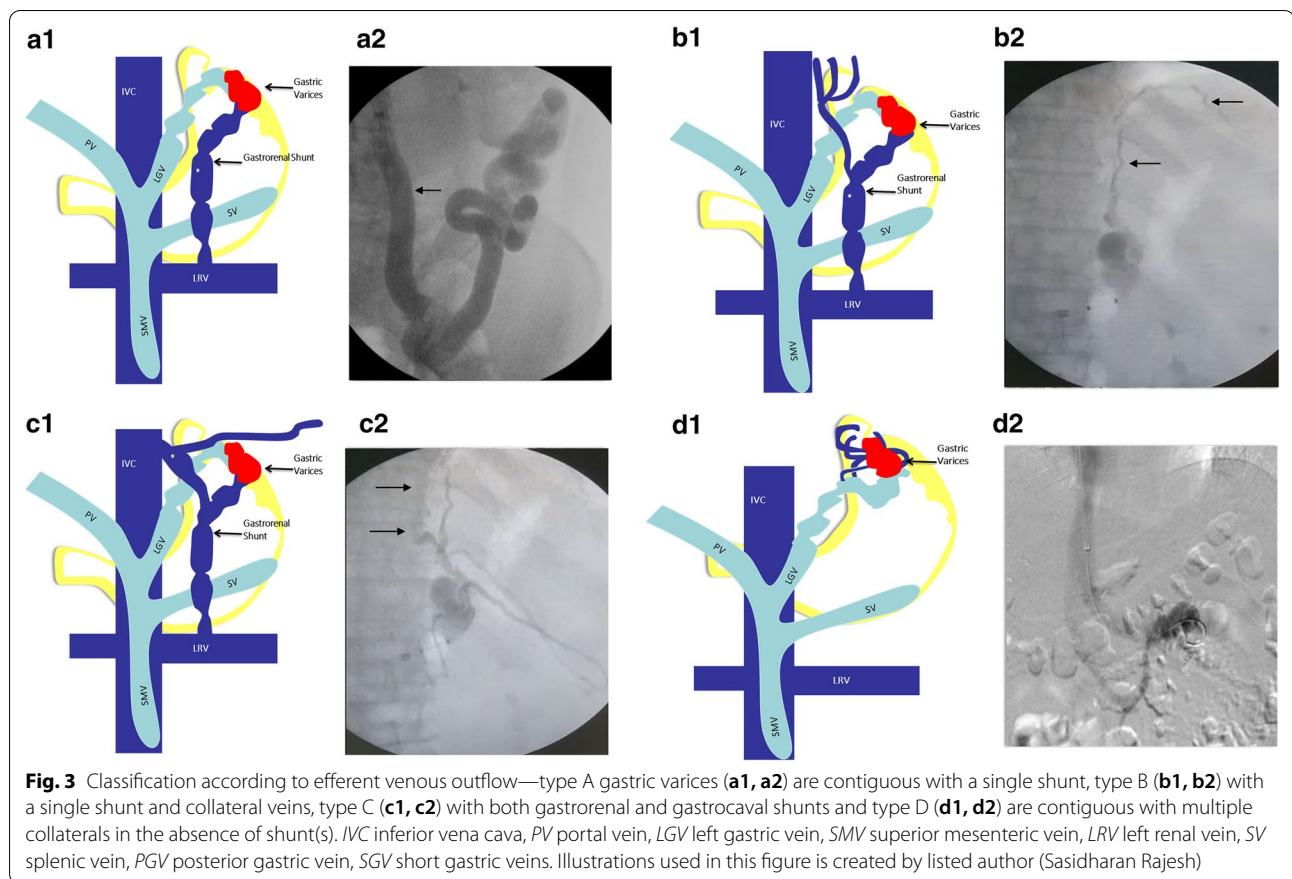 a1
IVC
Gastric
Varices
PV
LGV
Gastrorenal Shunt
*
SV
LRV
SMV
a2
b1
IVC
Gastric
Varices
PV
LGV
Gastrorenal
Shunt
*
SV
LRV
SMV
b2
c1
IVC
*
Gastric
Varices
PV
LGV
Gastrorenal
Shunt
SV
LRV
SMV
c2
d1
Gastric
Varices
IVC
PV
LGV
SV
LRV
SMV
d2
Fig. 3 Classification according to efferent venous outflow—type A gastric varices (a1, a2) are contiguous with a single shunt, type B (b1, b2) with
a single shunt and collateral veins, type C (c1, c2) with both gastrorenal and gastrocaval shunts and type D (d1, d2) are contiguous with multiple
collaterals in the absence of shunt(s). IVC inferior vena cava, PV portal vein, LGV left gastric vein, SMV superior mesenteric vein, LRV left renal vein, SV
splenic vein, PGV posterior gastric vein, SGV short gastric veins. Illustrations used in this figure is created by listed author (Sasidharan Rajesh)